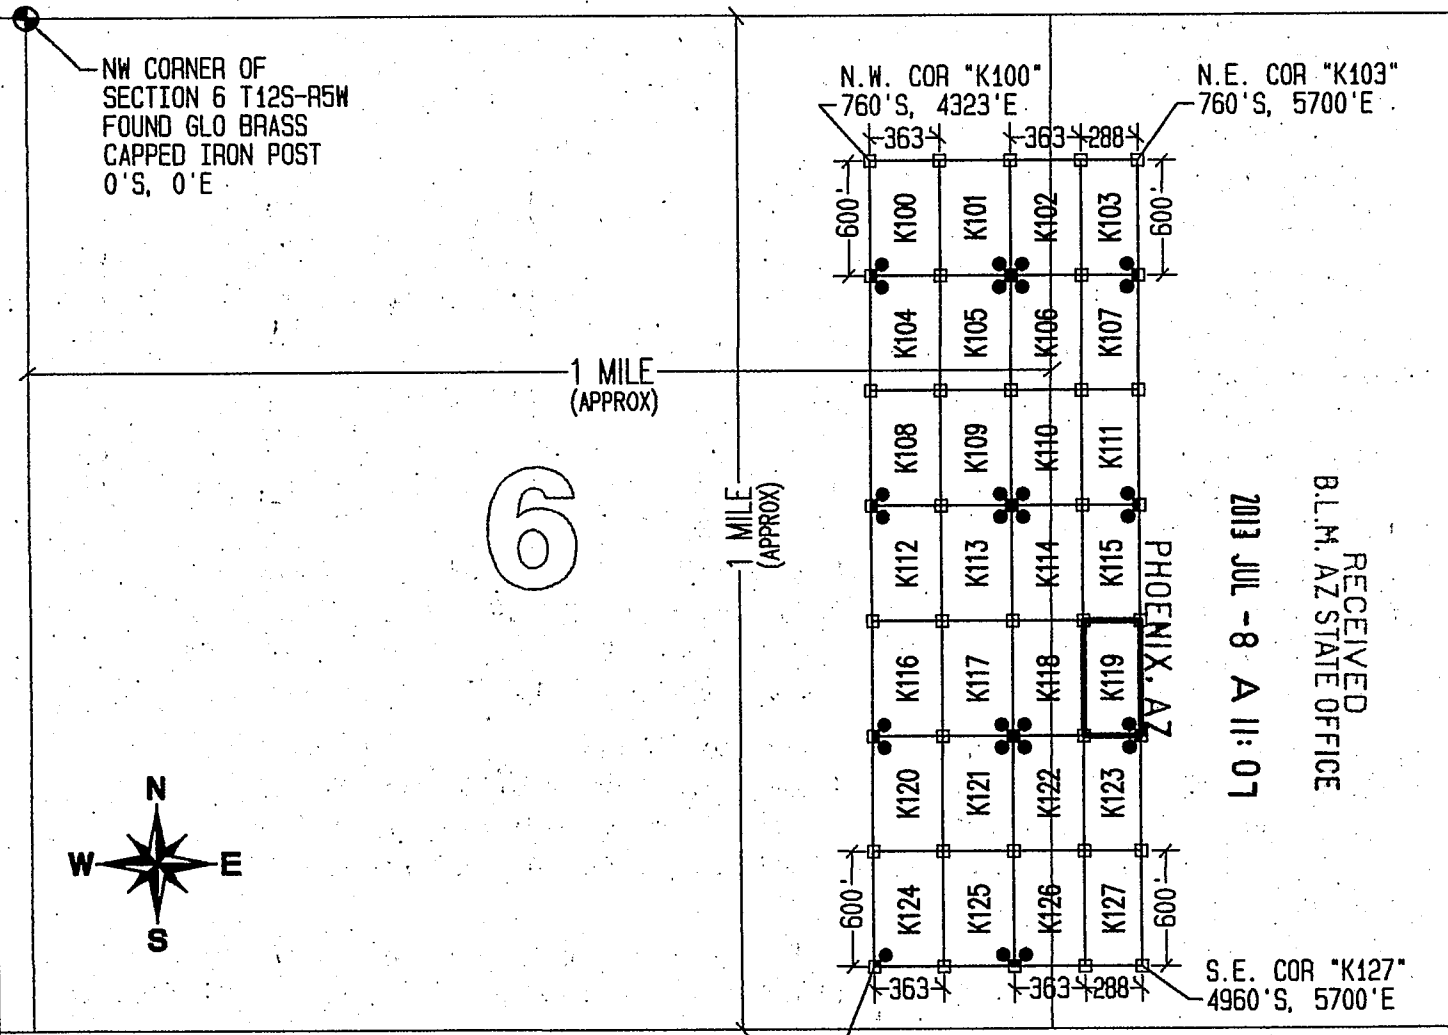 NW CORNER OF
SECTION 6 T12S-R5W
FOUND GLO BRASS
CAPPED IRON POST
0'S, 0'E
N.W. COR "K100"
760'S, 4323'E
N.E. COR "K103"
760'S, 5700'E
363
363
288
600'
600'
K100
K101
K102
K103
K104
K105
K106
K107
1 MILE
(APPROX)
K108
K109
K110
K111
6
1 MILE
(APPROX)
K112
K113
K114
K115
K116
K117
K118
K119
K120
K121
K122
K123
K124
K125
K126
K127
600'
600'
363
363
288
S.E. COR "K127"
4960'S, 5700'E
RECEIVED
B.L.M. AZ STATE OFFICE
2013 JUL -8 A 11: 07
PHOENIX, AZ
N
W
E
S